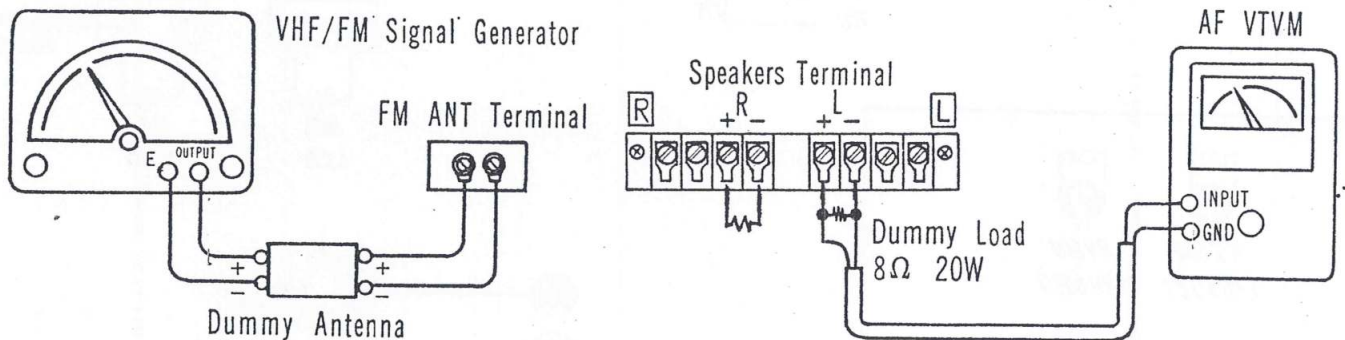 VHF/FM Signal Generator
E
OUTPUT
FM ANT Terminal
+ +
− −
Dummy Antenna
Speakers Terminal
R R L L
+ − + −
Dummy Load
8Ω 20W
AF VTVM
INPUT
GND